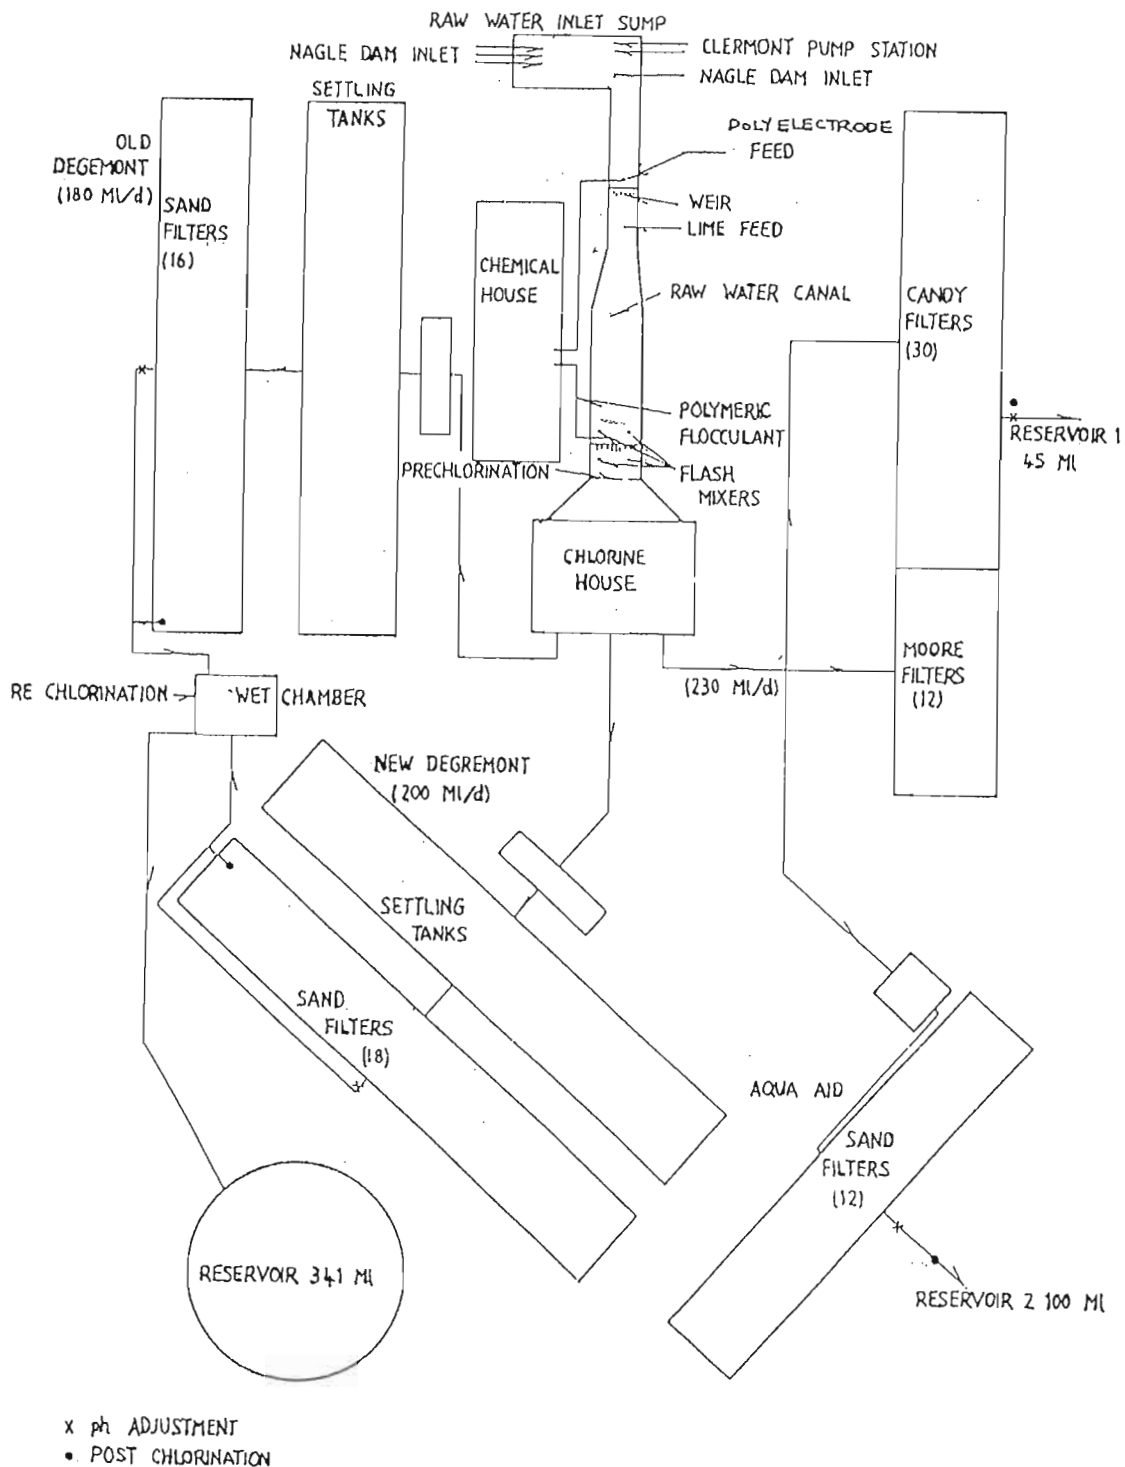 RAW WATER INLET SUMP
NAGLE DAM INLET
CLERMONT PUMP STATION
NAGLE DAM INLET
SETTLING
TANKS
OLD
DEGEMONT
(180 Ml/d)
SAND
FILTERS
(16)
POLYELECTRODE
FEED
WEIR
LIME FEED
CHEMICAL
HOUSE
RAW WATER CANAL
CANDY
FILTERS
(30)
POLYMERIC
FLOCCULANT
PRECHLORINATION
FLASH
MIXERS
RESERVOIR 1
45 Ml
CHLORINE
HOUSE
MOORE
FILTERS
(12)
(230 Ml/d)
RE CHLORINATION
WET CHAMBER
NEW DEGREMONT
(200 Ml/d)
SETTLING
TANKS
SAND
FILTERS
(18)
AQUA AID
SAND
FILTERS
(12)
RESERVOIR 341 Ml
RESERVOIR 2 100 Ml
x ph ADJUSTMENT
• POST CHLORINATION